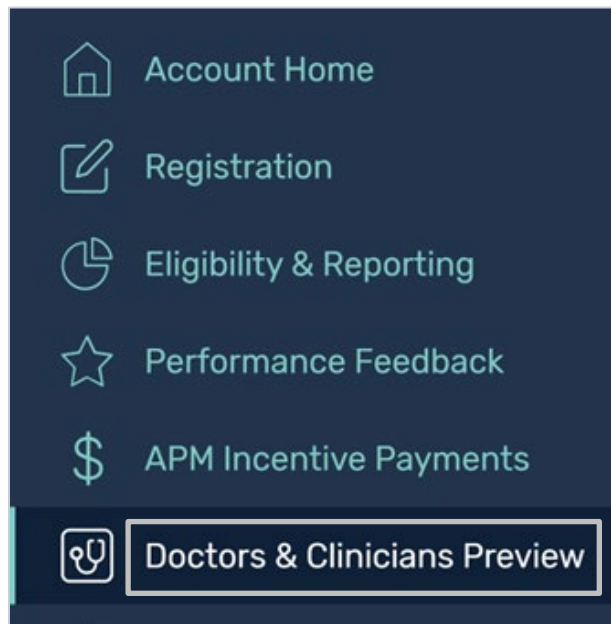 Account Home
Registration
Eligibility & Reporting
Performance Feedback
$ APM Incentive Payments
Doctors & Clinicians Preview